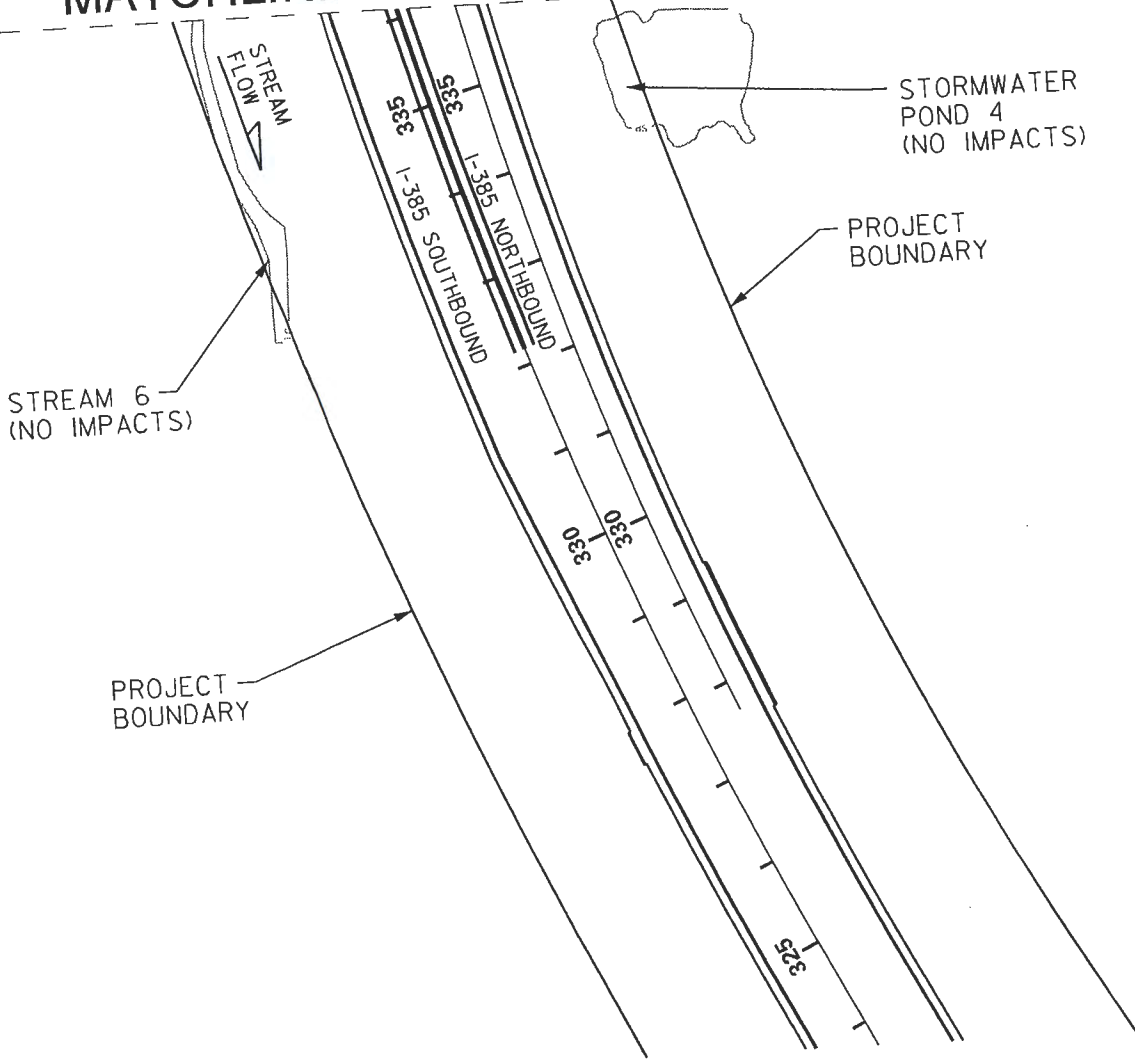 STREAM
FLOW
335
335
STORMWATER
POND 4
(NO IMPACTS)
I-385 SOUTHBOUND
I-385 NORTHBOUND
PROJECT
BOUNDARY
STREAM 6
(NO IMPACTS)
330
330
PROJECT
BOUNDARY
325